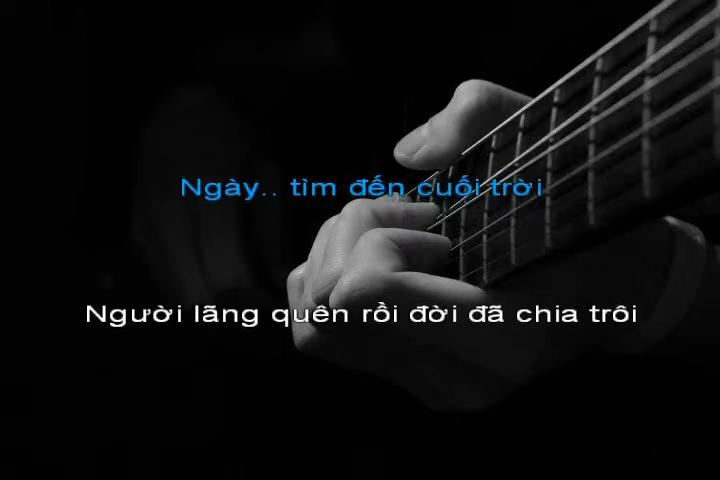 Ngày.. tìm đến cuối trời
Người lãng quên rồi đời đã chia trôi